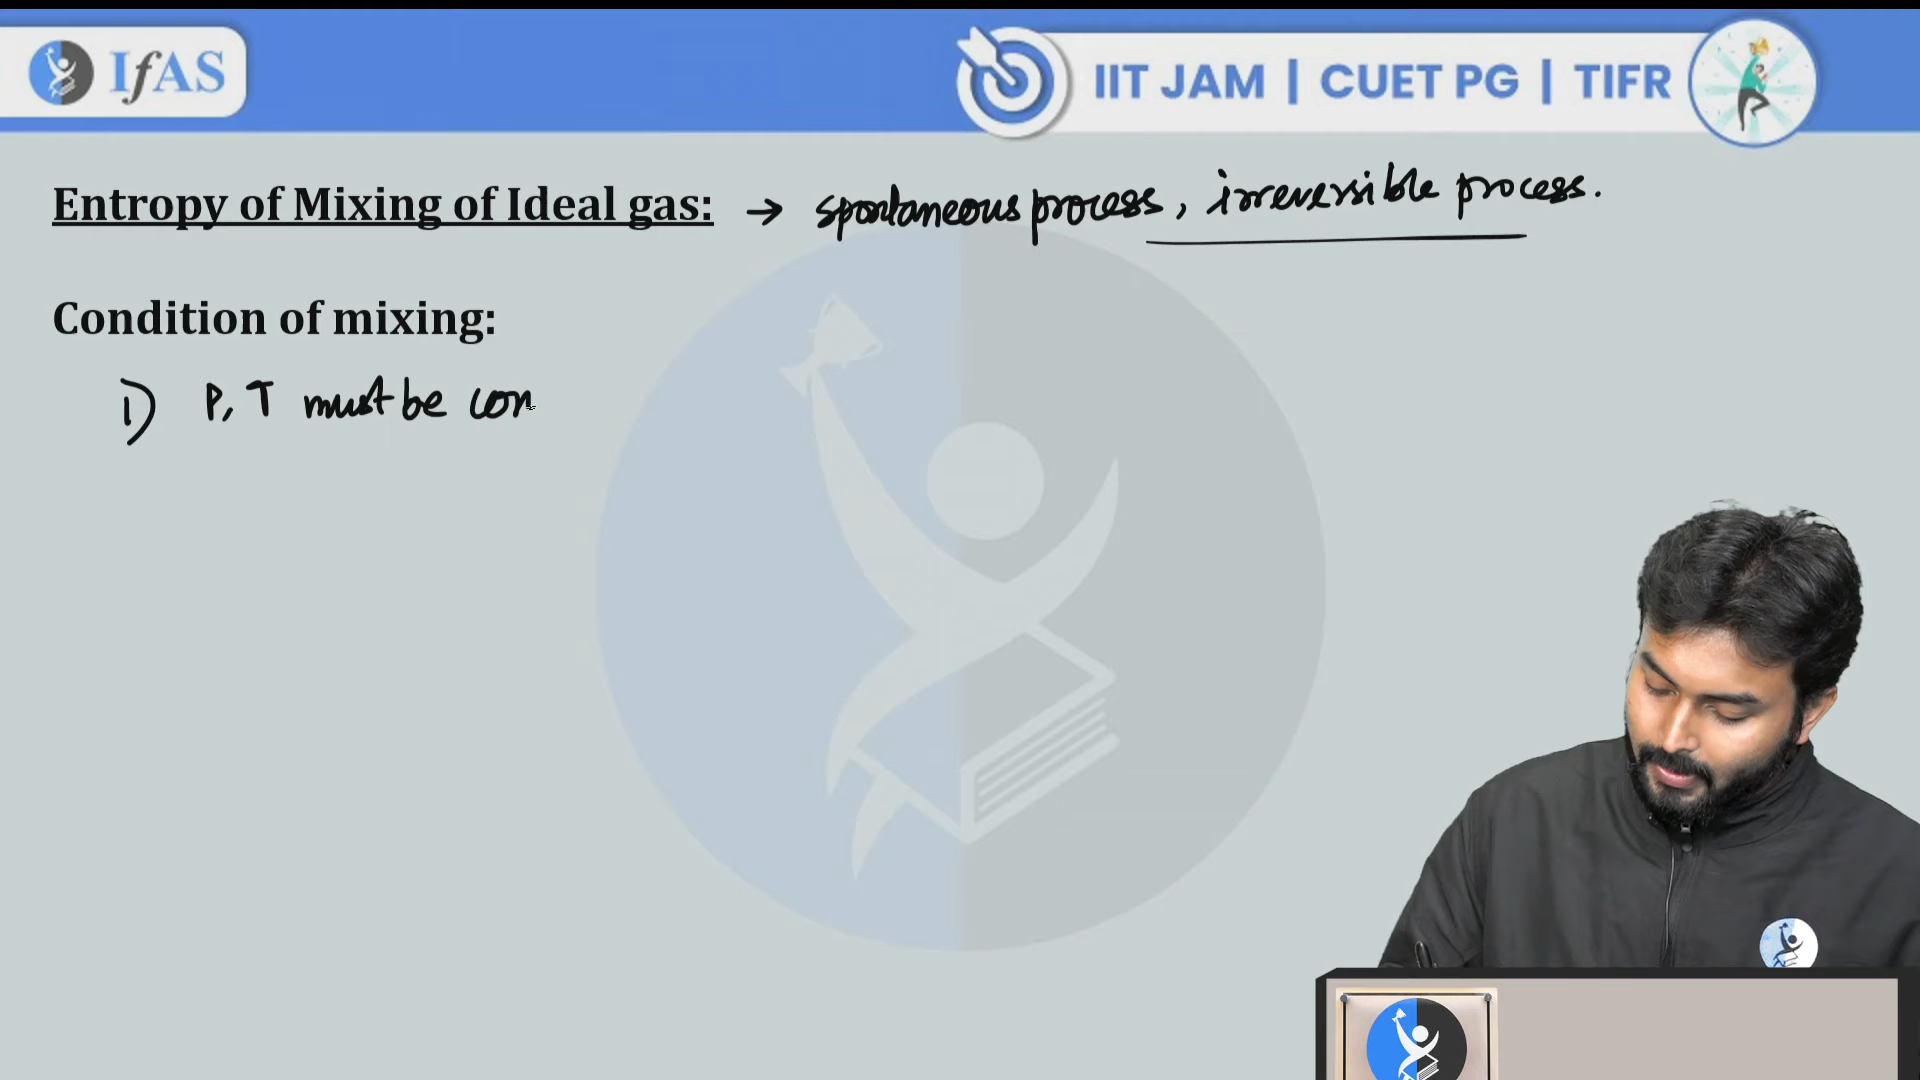 IfAS
IIT JAM | CUET PG | TIFR
Entropy of Mixing of Ideal gas: → spontaneous process, irreversible process.
Condition of mixing:
1) P, T must be con